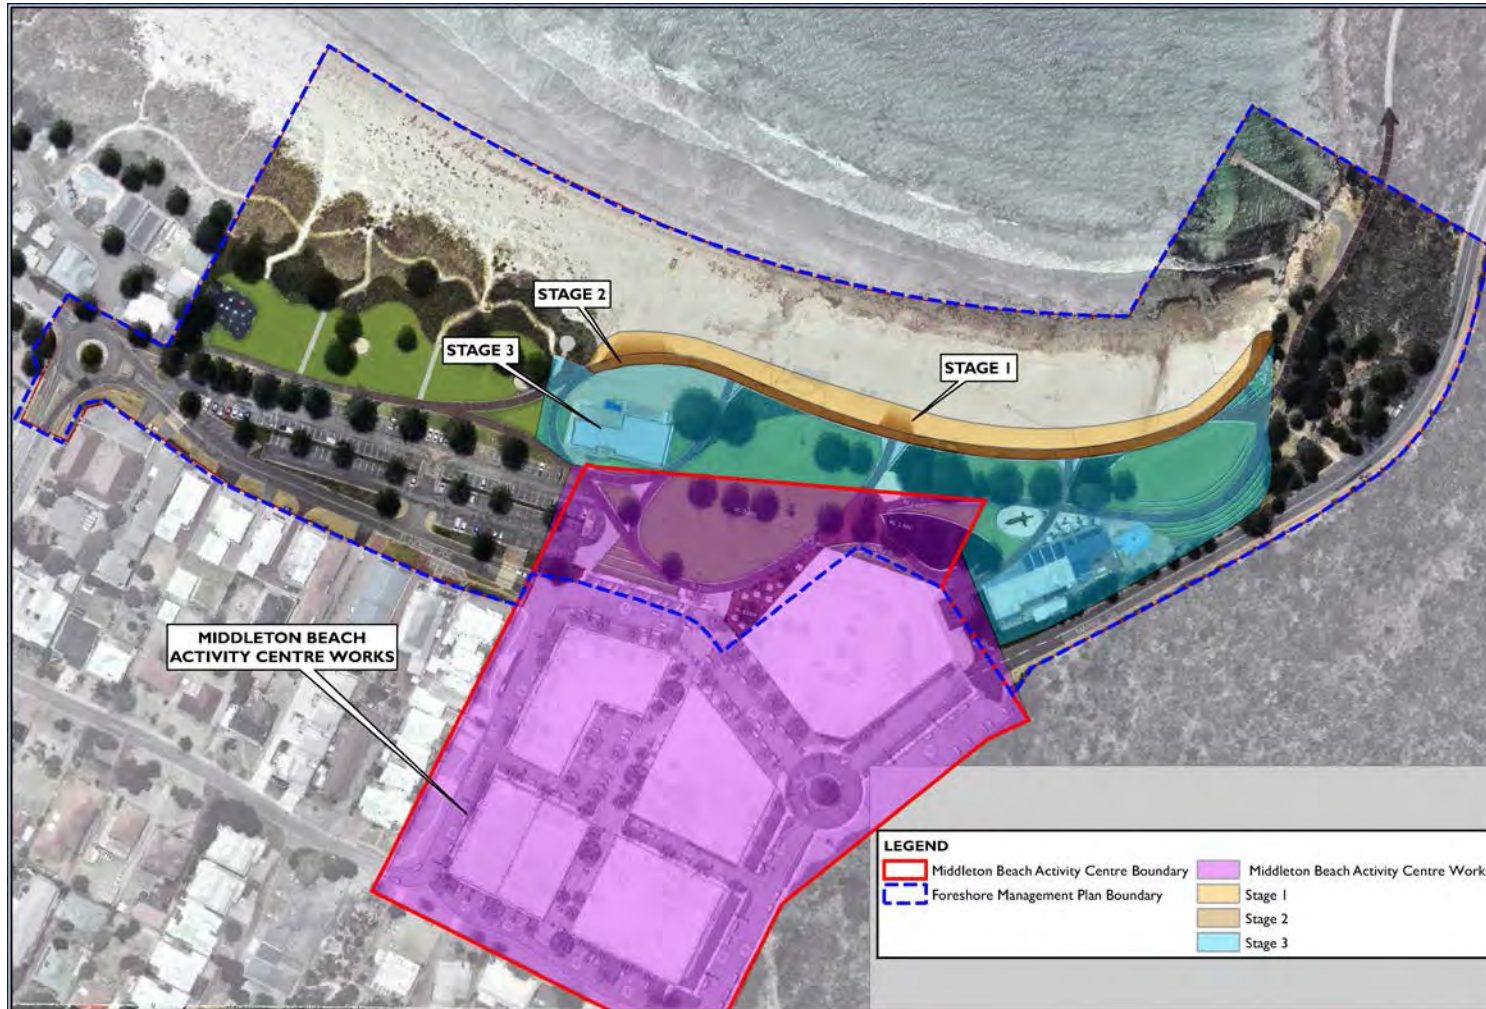 STAGE 2
STAGE 3
STAGE 1
MIDDLETON BEACH
ACTIVITY CENTRE WORKS
LEGEND
Middleton Beach Activity Centre Boundary
Foreshore Management Plan Boundary
Middleton Beach Activity Centre Work
Stage 1
Stage 2
Stage 3